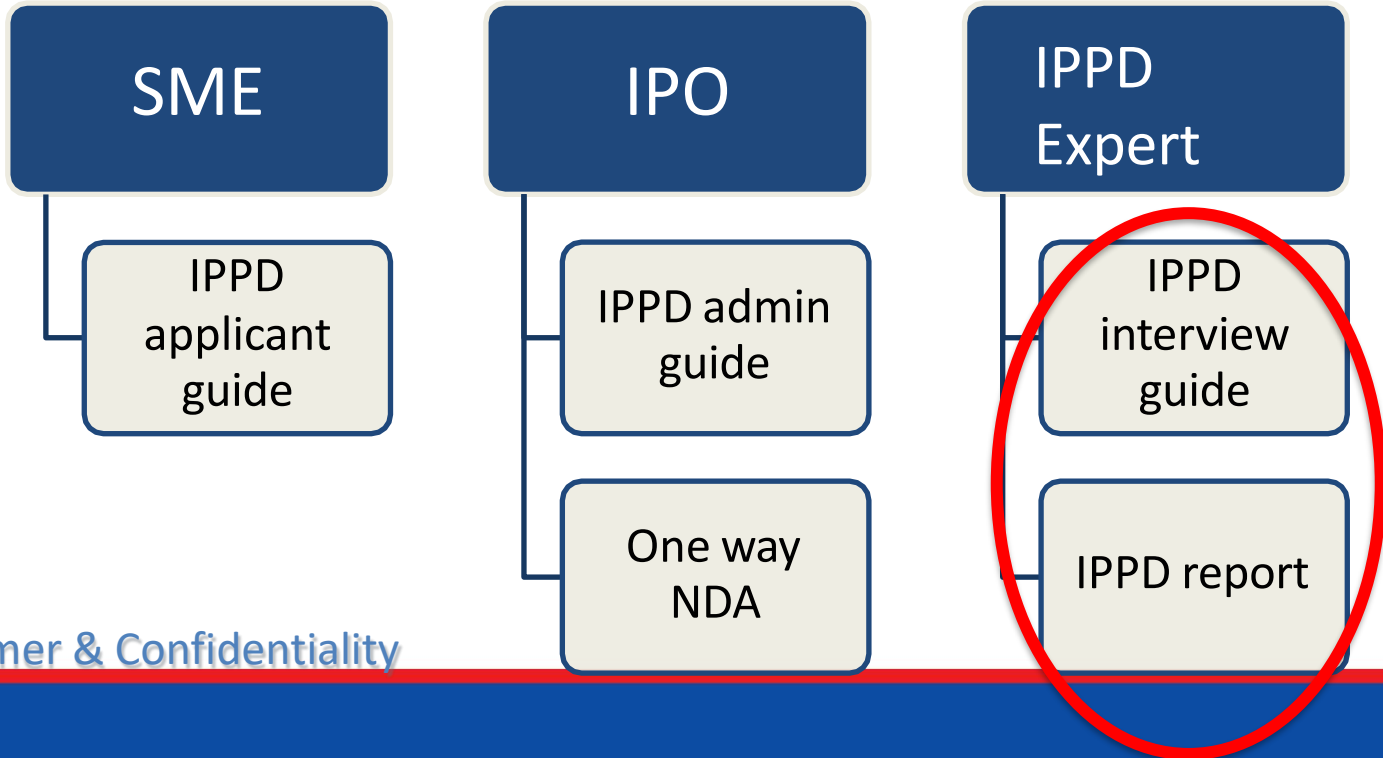 SME
IPPD
applicant
guide
IPO
IPPD admin
guide
One way
NDA
IPPD
Expert
IPPD
interview
guide
IPPD report
& Confidentiality